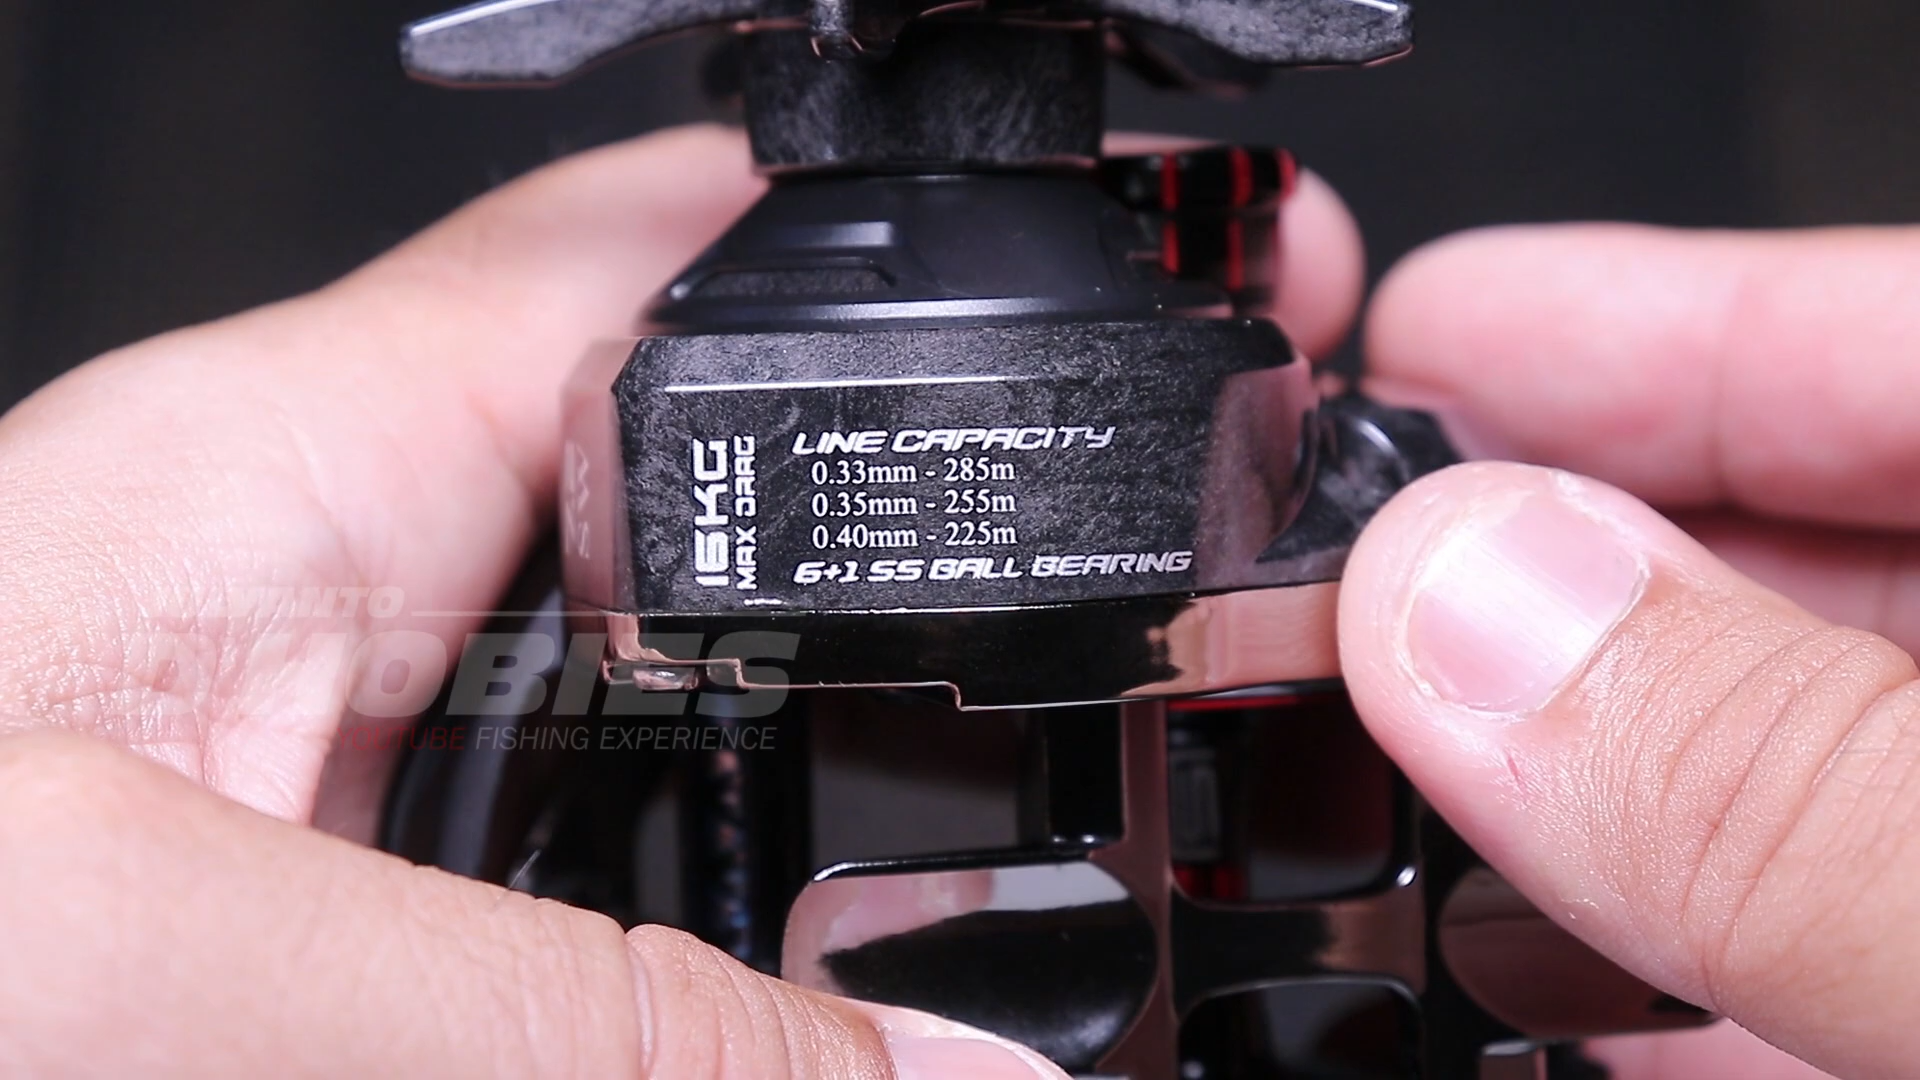 16KG
MAX DRAG
LINE CAPACITY
0.33mm - 285m
0.35mm - 255m
0.40mm - 225m
6+1 SS BALL BEARING
HOBIES
YOUTUBE FISHING EXPERIENCE